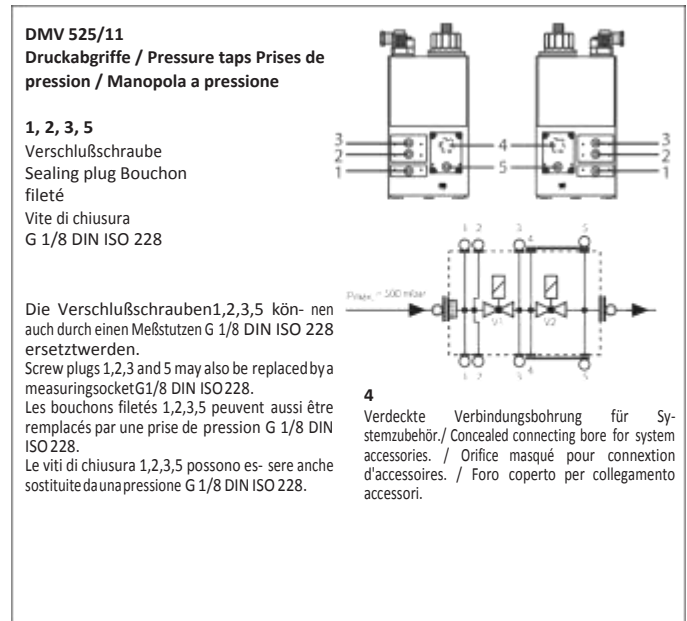 DMV 525/11
Druckabgriffe / Pressure taps Prises de
pression / Manopola a pressione
1, 2, 3, 5
Verschlußschraube
Sealing plug Bouchon
fileté
Vite di chiusura
G 1/8 DIN ISO 228
Die Verschlußschrauben1,2,3,5 kön- nen
auch durch einen Meßstutzen G 1/8 DIN ISO 228
ersetztwerden.
Screw plugs 1,2,3 and 5 may also be replaced by a
measuringsocketG1/8 DIN ISO228.
Les bouchons filetés 1,2,3,5 peuvent aussi être
remplacés par une prise de pression G 1/8 DIN
ISO 228.
Le viti di chiusura 1,2,3,5 possono es- sere anche
sostituite da una pressione G 1/8 DIN ISO 228.
3
2
1
4
5
3
2
1
1 2 3 4 5
= 500 mbar
V1 V2
1 2 3 4 5
4
Verdeckte Verbindungsbohrung für Sy-
stemzubehör./ Concealed connecting bore for system
accessories. / Orifice masqué pour connextion
d'accessoires. / Foro coperto per collegamento
accessori.